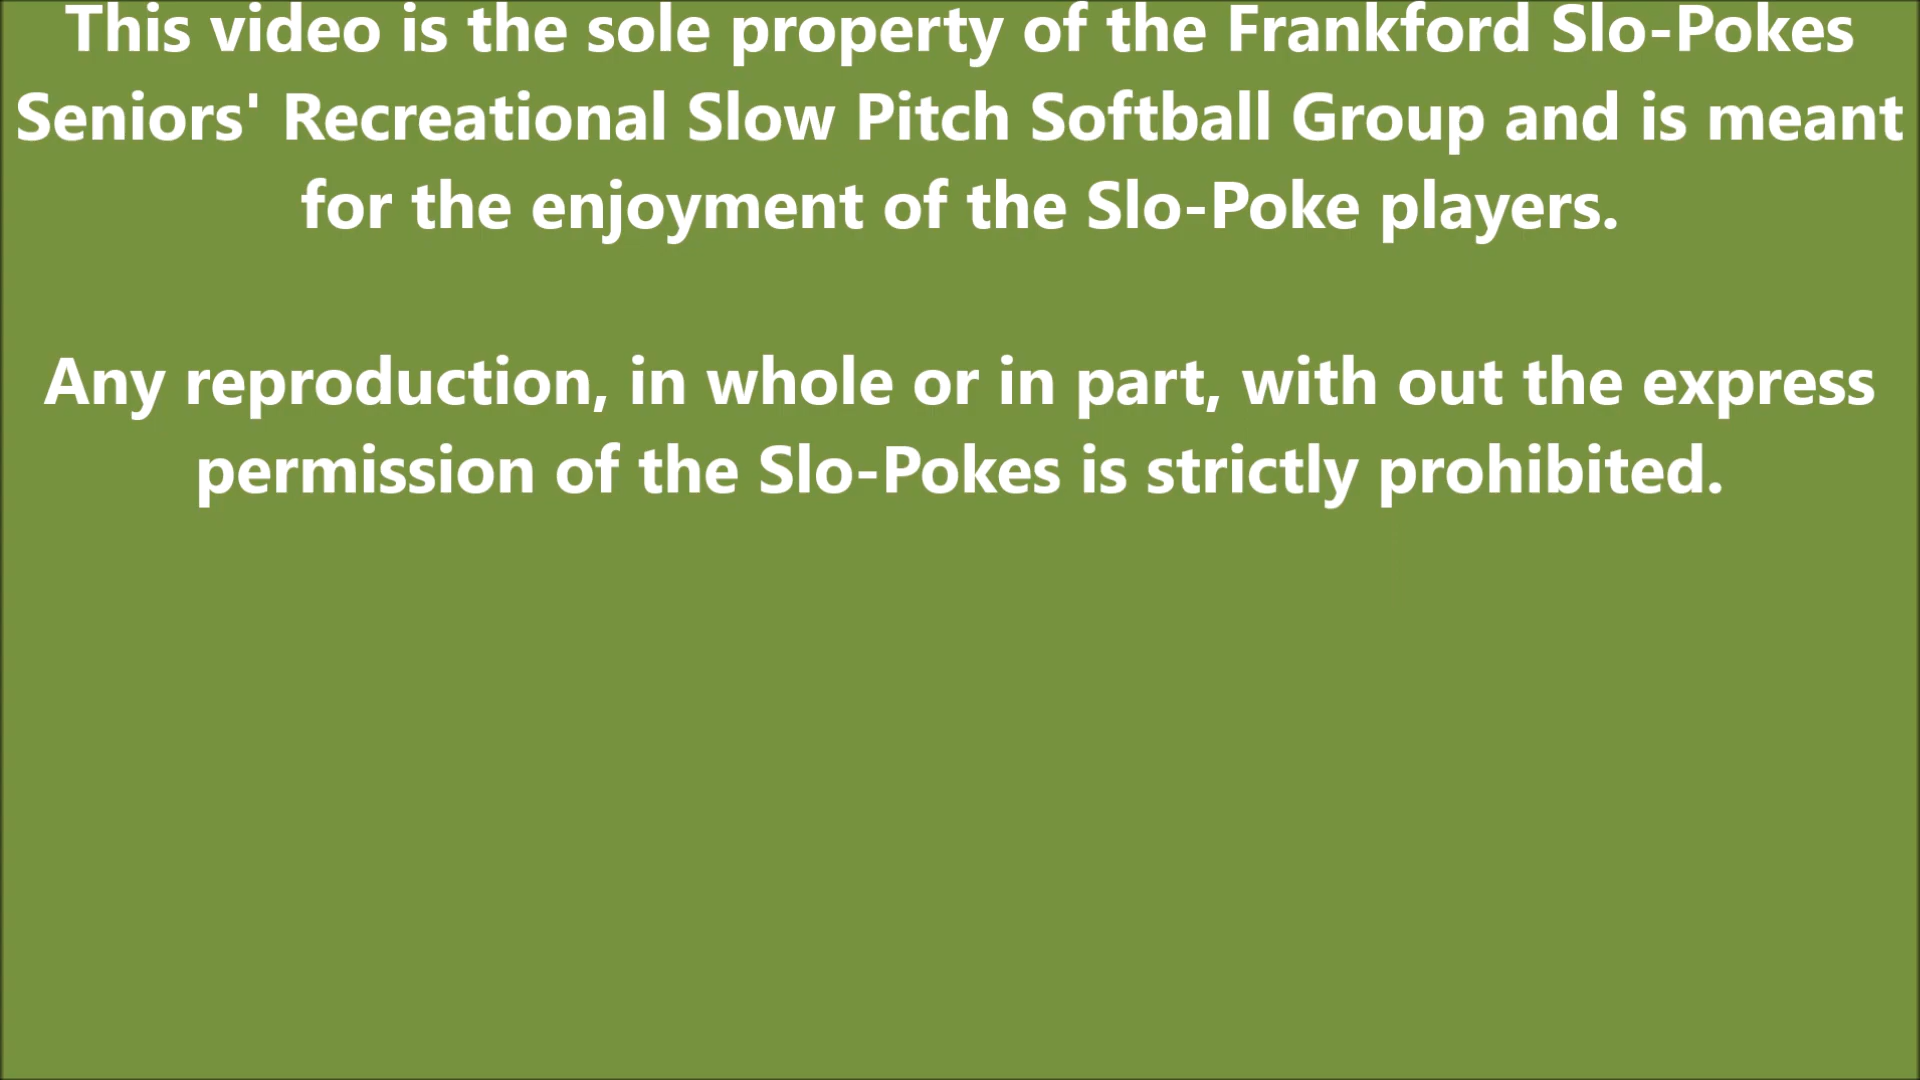 This video is the sole property of the Frankford Slo-Pokes
Seniors' Recreational Slow Pitch Softball Group and is meant
for the enjoyment of the Slo-Poke players.
Any reproduction, in whole or in part, with out the express
permission of the Slo-Pokes is strictly prohibited.